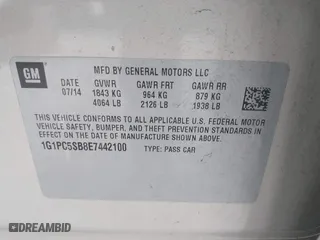 GM
MFD BY GENERAL MOTORS LLC
DATE GVWR GAWR FRT GAWR RR
07/14 1843 KG 964 KG 879 KG
4064 LB 2126 LB 1938 LB
THIS VEHICLE CONFORMS TO ALL APPLICABLE U.S. FEDERAL MOTOR
VEHICLE SAFETY, BUMPER, AND THEFT PREVENTION STANDARDS
IN EFFECT ON THE DATE OF MANUFACTURE SHOWN ABOVE.
1G1PC5SB8E7442100 TYPE: PASS CAR
AUTOBIDMASTER